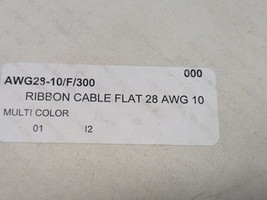 000
AWG28-10/F/300
RIBBON CABLE FLAT 28 AWG 10
MULTI COLOR
01 I2